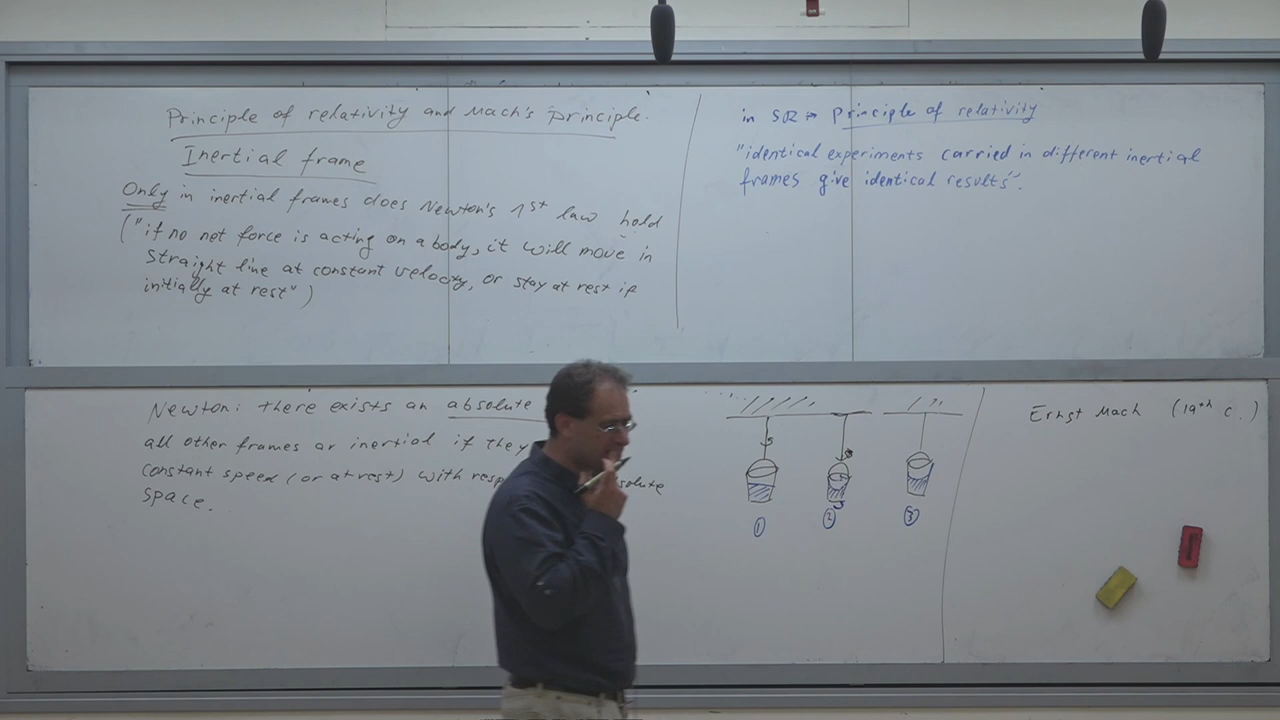 Principle of relativity and Mach's principle.
Inertial frame
Only in inertial frames does Newton's 1st law hold
("if no net force is acting on a body, it will move in
straight line at constant velocity, or stay at rest if
initially at rest")
in SR → Principle of relativity
"identical experiments carried in different inertial
frames give identical results".
Newton: there exists an absolute
all other frames ar inertial if they
constant speed (or at rest) with resp solute
space.
① ② ③
Ernst Mach (19th c.)